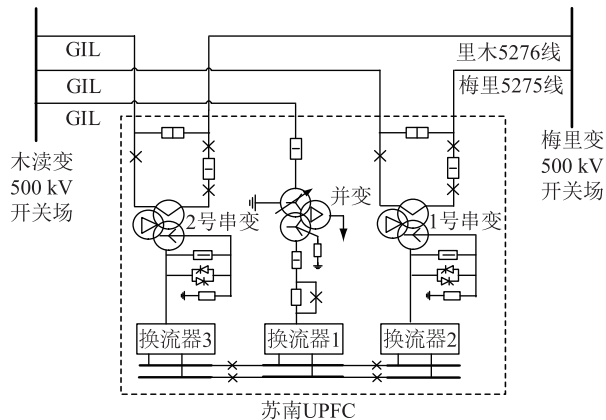 GIL
里木5276线
GIL
梅里5275线
GIL
木渎变
500 kV
开关场
梅里变
500 kV
开关场
并变
2号串变
1号串变
换流器3
换流器1
换流器2
苏南UPFC